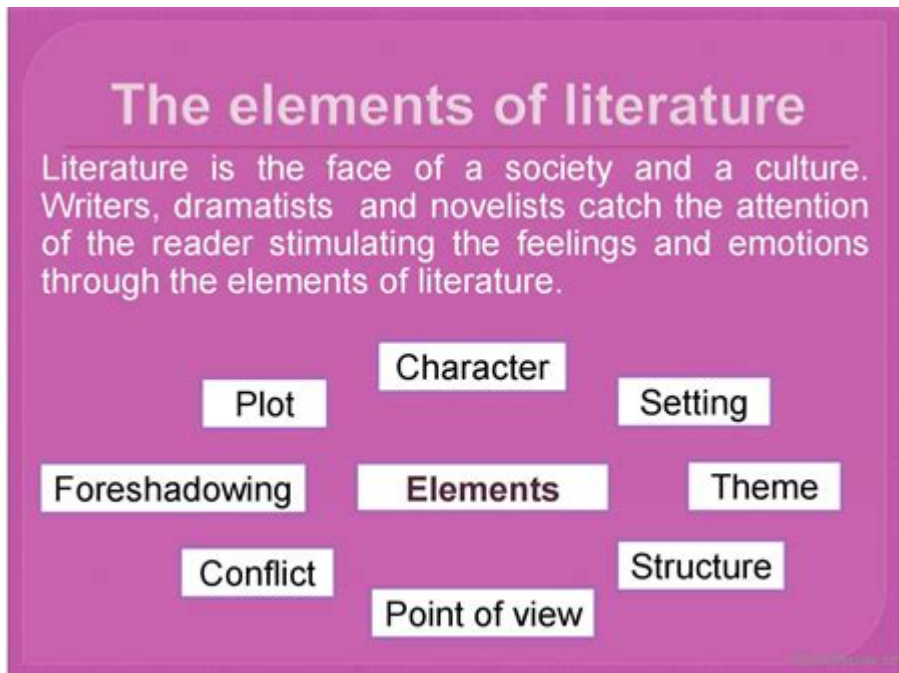 The elements of literature
Literature is the face of a society and a culture.
Writers, dramatists and novelists catch the attention
of the reader stimulating the feelings and emotions
through the elements of literature.
Character
Plot
Setting
Foreshadowing
Elements
Theme
Conflict
Structure
Point of view